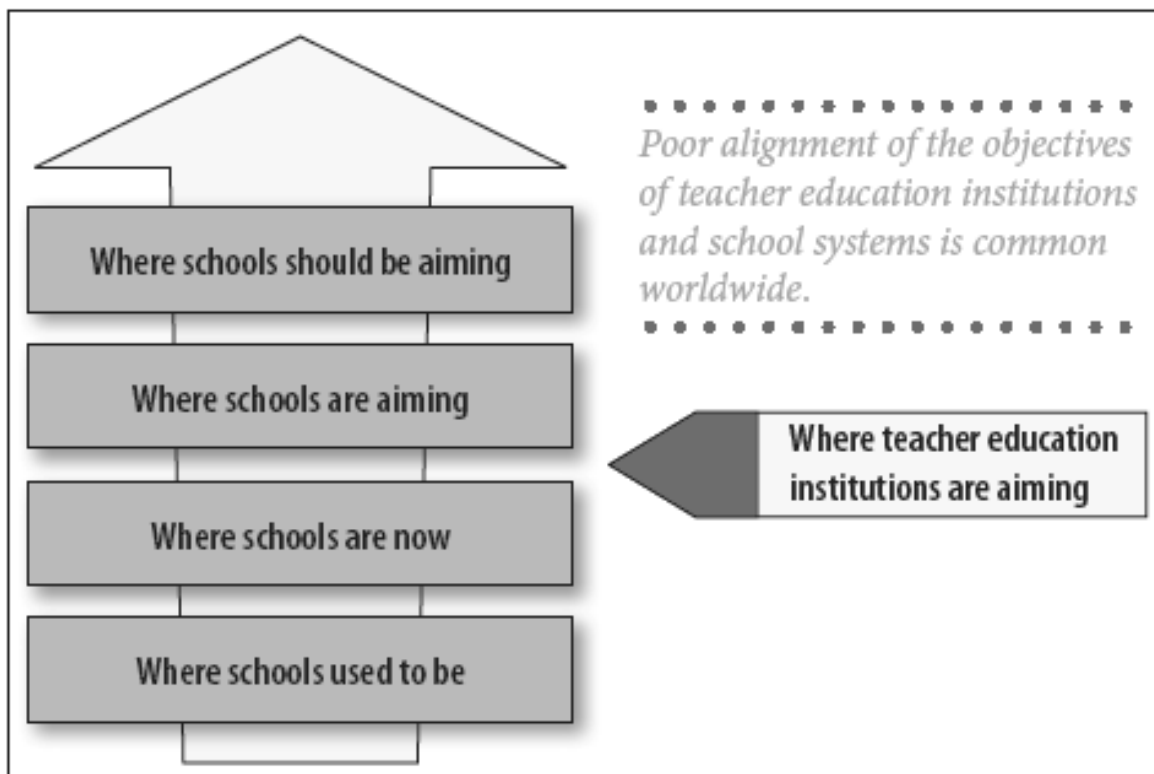 Where schools should be aiming
Where schools are aiming
Where schools are now
Where schools used to be
Poor alignment of the objectives
of teacher education institutions
and school systems is common
worldwide.
Where teacher education
institutions are aiming